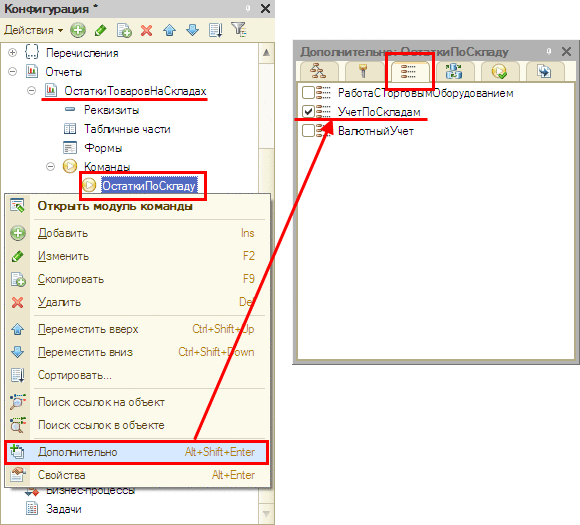 Конфигурация *
Действия
Перечисления
Отчеты
ОстаткиТоваровНаСкладах
Реквизиты
Табличные части
Формы
Команды
ОстаткиПоСкладу
Открыть модуль команды
Добавить Ins
Изменить F2
Скопировать F9
Удалить Del
Переместить вверх Ctrl+Shift+Up
Переместить вниз Ctrl+Shift+Down
Сортировать...
Поиск ссылок на объект
Поиск ссылок в объекте
Дополнительно Alt+Shift+Enter
Свойства Alt+Enter
Бизнес-процессы
Задачи
Дополнительно: ОстаткиПоСкладу
РаботаСТорговымОборудованием
УчетПоСкладам
ВалютныйУчет